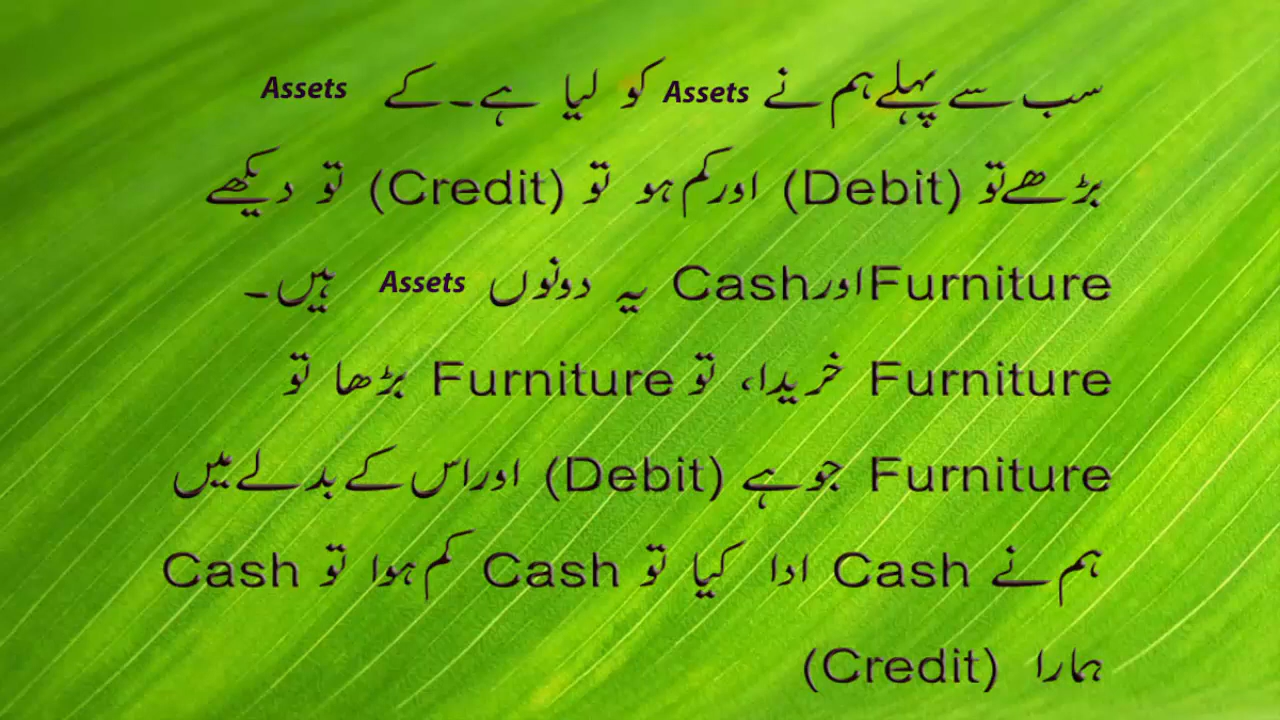 سب سے پہلے ہم نے Assets کو لیا ہے۔ کے Assets
بڑھے تو (Debit) اور کم ہو تو (Credit) تو دیکھے
Furniture اور Cash یہ دونوں Assets ہیں۔
Furniture خریدا، تو Furniture بڑھا تو
Furniture جو ہے (Debit) اور اس کے بدلے میں
ہم نے Cash ادا کیا تو Cash کم ہوا تو Cash
ہمارا (Credit)